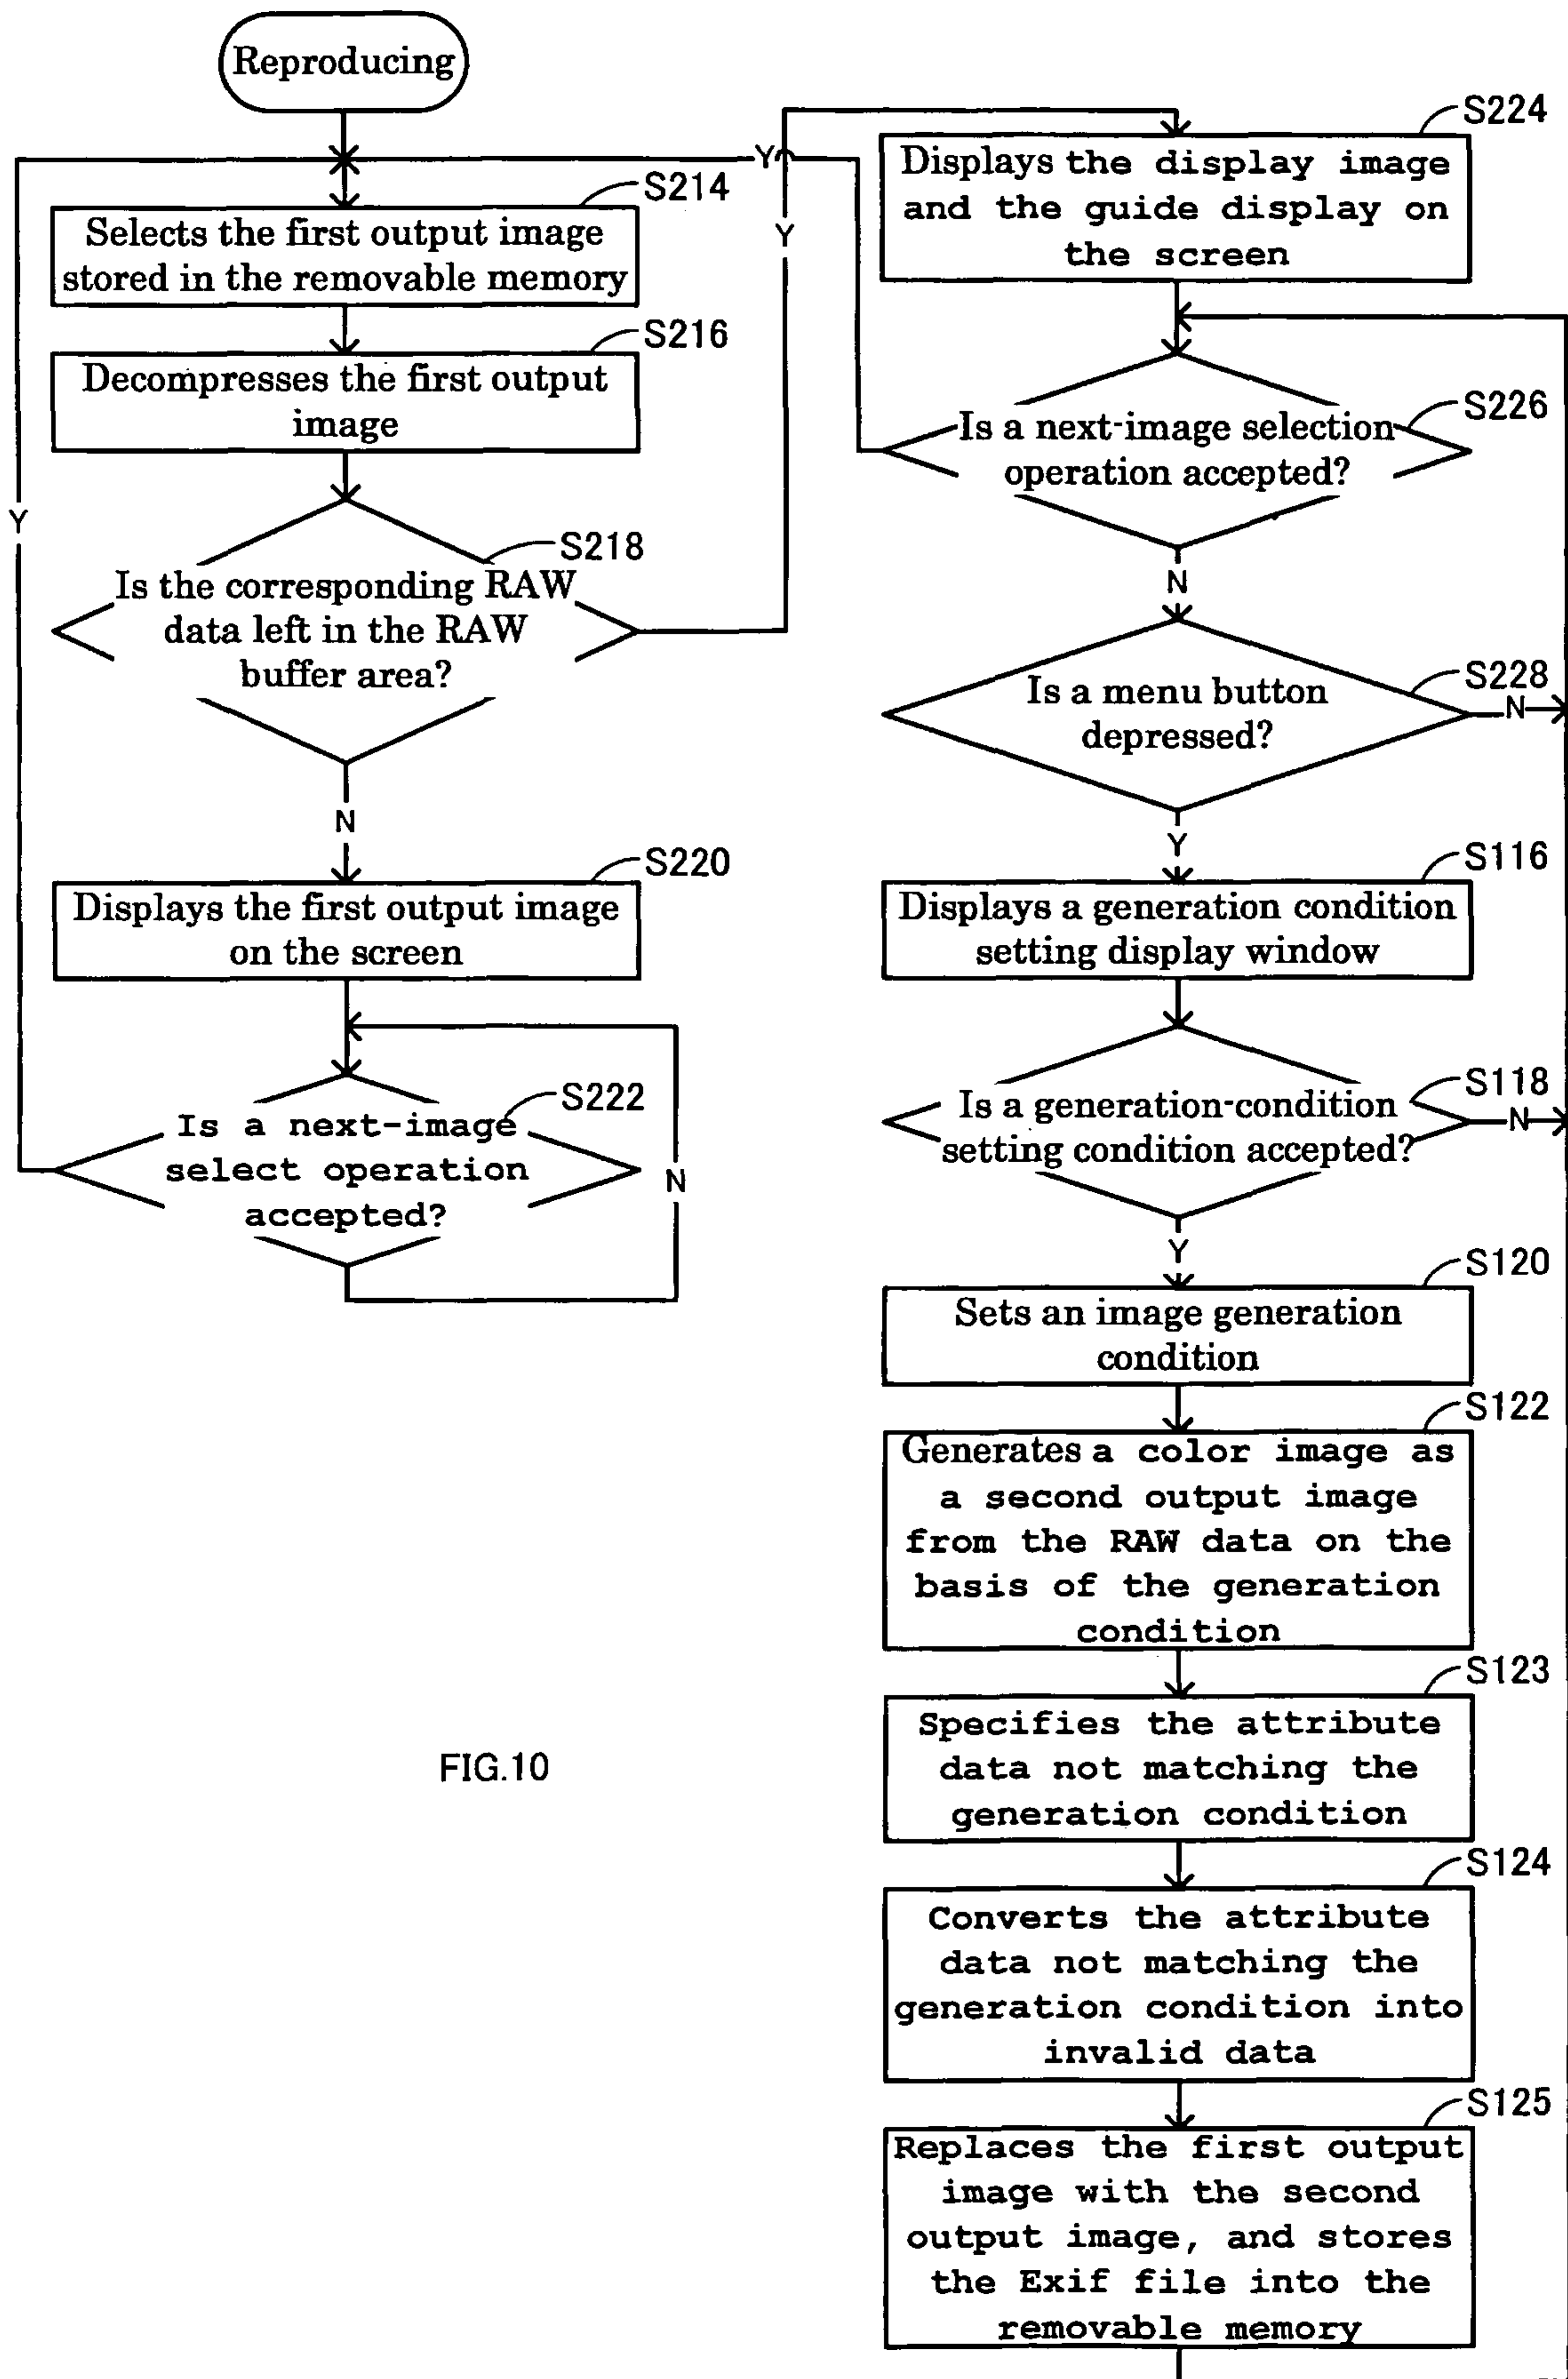 Reproducing
S214
Selects the first output image
stored in the removable memory
S216
Decompresses the first output
image
Y
S218
Is the corresponding RAW
data left in the RAW
buffer area?
Y
N
S220
Displays the first output image
on the screen
S222
Is a next-image
select operation
accepted?
N
FIG.10
S224
Displays the display image
and the guide display on
the screen
Y
S226
Is a next-image selection
operation accepted?
N
S228
Is a menu button
depressed?
N
Y
S116
Displays a generation condition
setting display window
S118
Is a generation-condition
setting condition accepted?
N
Y
S120
Sets an image generation
condition
S122
Generates a color image as
a second output image
from the RAW data on the
basis of the generation
condition
S123
Specifies the attribute
data not matching the
generation condition
S124
Converts the attribute
data not matching the
generation condition into
invalid data
S125
Replaces the first output
image with the second
output image, and stores
the Exif file into the
removable memory